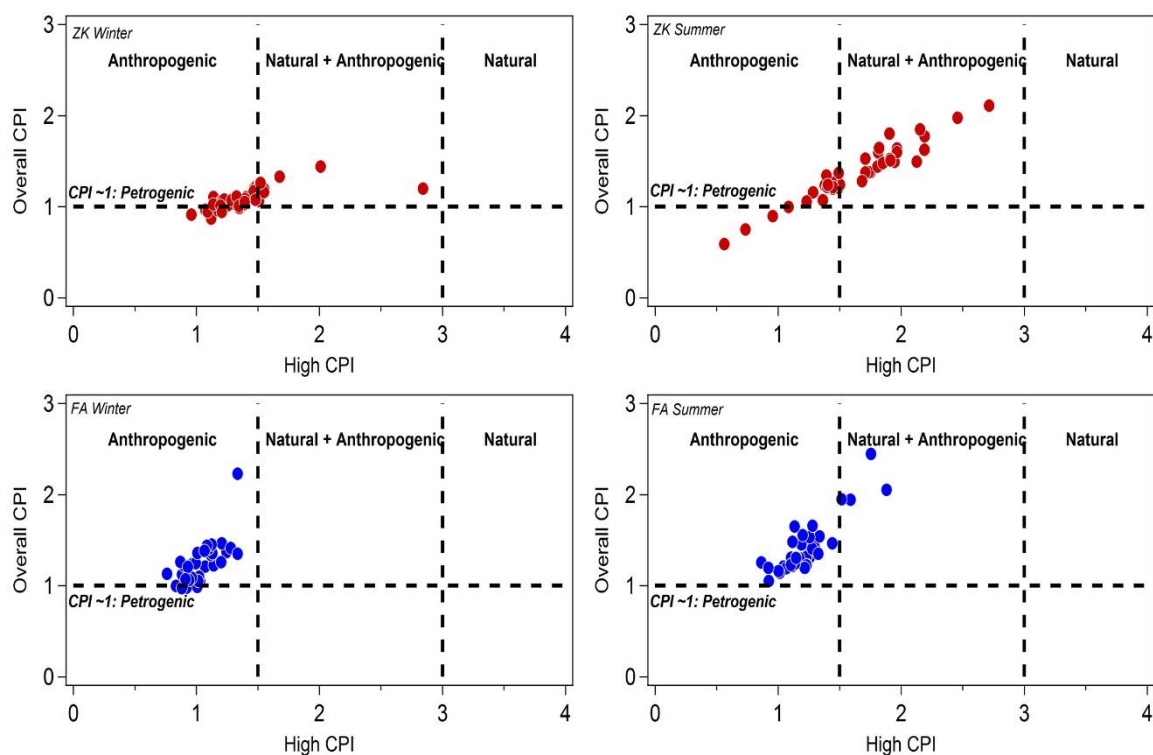 ZK Winter
Anthropogenic
Natural + Anthropogenic
Natural
CPI ~1: Petrogenic
Overall CPI
3
2
1
0
0 1 2 3 4
High CPI
ZK Summer
Anthropogenic
Natural + Anthropogenic
Natural
CPI ~1: Petrogenic
Overall CPI
3
2
1
0
0 1 2 3 4
High CPI
FA Winter
Anthropogenic
Natural + Anthropogenic
Natural
CPI ~1: Petrogenic
Overall CPI
3
2
1
0
0 1 2 3 4
High CPI
FA Summer
Anthropogenic
Natural + Anthropogenic
Natural
CPI ~1: Petrogenic
Overall CPI
3
2
1
0
0 1 2 3 4
High CPI